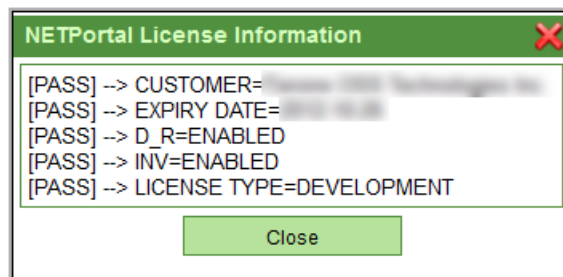 NETPortal License Information
[PASS] --> CUSTOMER=
[PASS] --> EXPIRY DATE=
[PASS] --> D_R=ENABLED
[PASS] --> INV=ENABLED
[PASS] --> LICENSE TYPE=DEVELOPMENT
Close